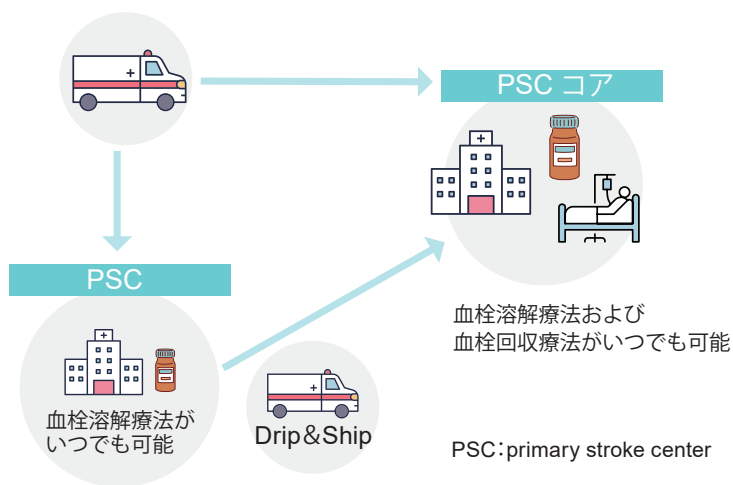 PSC コア
PSC
血栓溶解療法および
血栓回収療法がいつでも可能
血栓溶解療法が
いつでも可能
Drip&Ship
PSC:primary stroke center